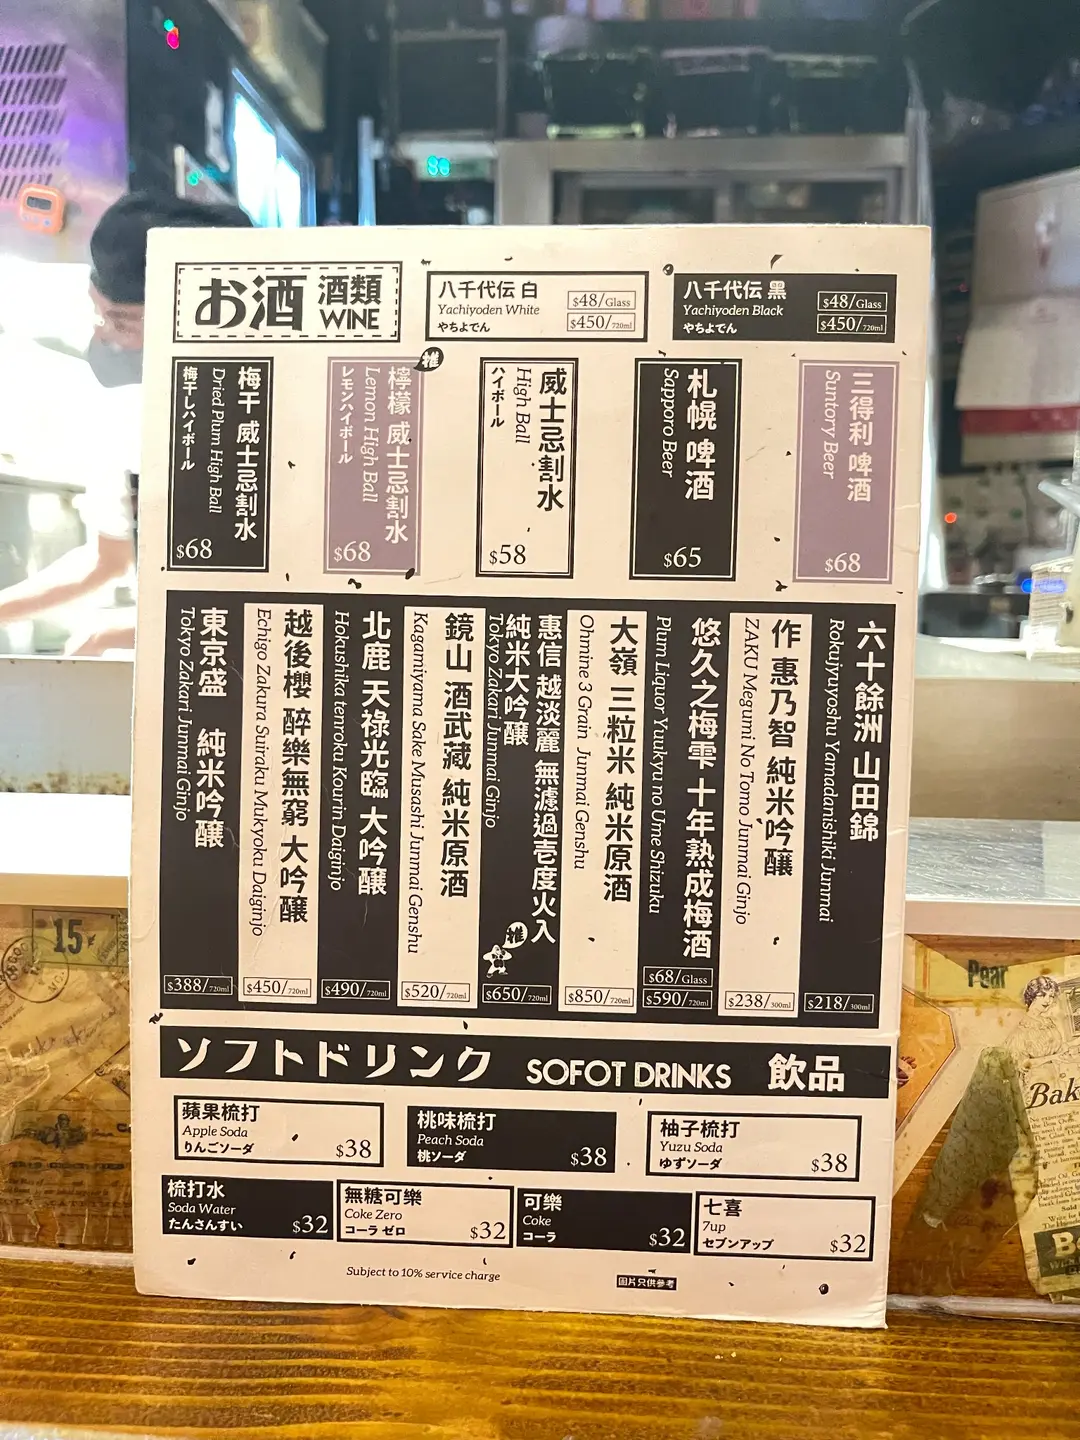 お酒 酒類
WINE
八千代伝 白
Yachiyoden White
やちよでん
$48/Glass
$450/720ml
八千代伝 黑
Yachiyoden Black
やちよでん
$48/Glass
$450/720ml
梅干 威士忌割水
Dried Plum High Ball
梅干しハイボール
$68
推
檸檬 威士忌割水
Lemon High Ball
レモンハイボール
$68
威士忌割水
High Ball
ハイボール
$58
札幌 啤酒
Sapporo Beer
$65
三得利 啤酒
Suntory Beer
$68
東京盛 純米吟釀
Tokyo Zakari Junmai Ginjo
$388/720ml
越後櫻 醉樂無窮 大吟釀
Echigo Zakura Suiraku Mukyoku Daiginjo
$450/720ml
北鹿 天祿光臨 大吟釀
Hokushika tenroku Kourin Daiginjo
$490/720ml
鏡山 酒武藏 純米原酒
Kagamiyama Sake Musashi Junmai Genshu
$520/720ml
惠信 越淡麗 無濾過壱度火入
純米大吟釀
Tokyo Zakari Junmai Ginjo
推
$650/720ml
大嶺 三粒米 純米原酒
Ohmine 3 Grain Junmai Genshu
$850/720ml
悠久之梅雫 十年熟成梅酒
Plum Liquor Yuukyu no Ume Shizuku
$68/Glass
$590/720ml
作 惠乃智 純米吟釀
ZAKU Megumi No Tomo Junmai Ginjo
$238/300ml
六十餘洲 山田錦
Rokujyuyoshu Yamadanishiki Junmai
$218/300ml
ソフトドリンク SOFOT DRINKS 飲品
蘋果梳打
Apple Soda
りんごソーダ
$38
桃味梳打
Peach Soda
桃ソーダ
$38
柚子梳打
Yuzu Soda
ゆずソーダ
$38
梳打水
Soda Water
たんさんすい
$32
無糖可樂
Coke Zero
コーラ ゼロ
$32
可樂
Coke
コーラ
$32
七喜
7up
セブンアップ
$32
Subject to 10% service charge
圖片只供參考
15
Pear